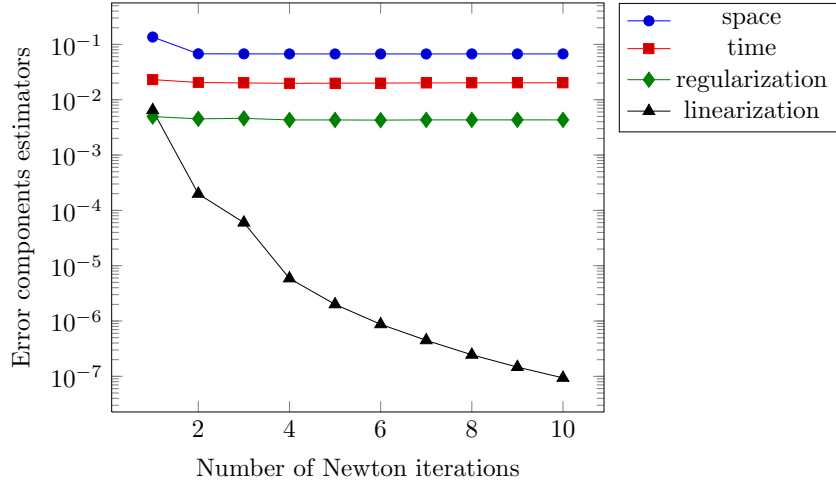 10⁻¹
10⁻²
10⁻³
10⁻⁴
10⁻⁵
10⁻⁶
10⁻⁷
Error components estimators
2 4 6 8 10
Number of Newton iterations
space
time
regularization
linearization